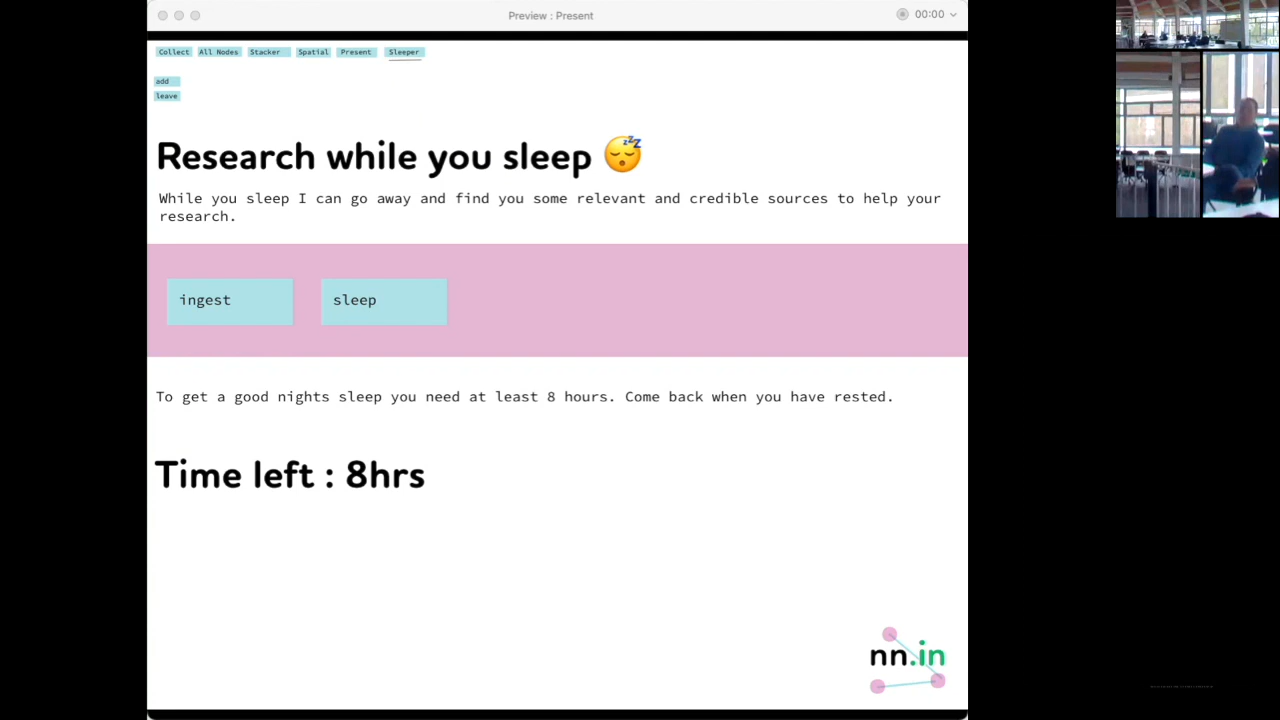 Preview : Present
00:00
Collect All Nodes Stacker Spatial Present Sleeper
add
leave
Research while you sleep 😴
While you sleep I can go away and find you some relevant and credible sources to help your
research.
ingest sleep
To get a good nights sleep you need at least 8 hours. Come back when you have rested.
Time left : 8hrs
nn.in